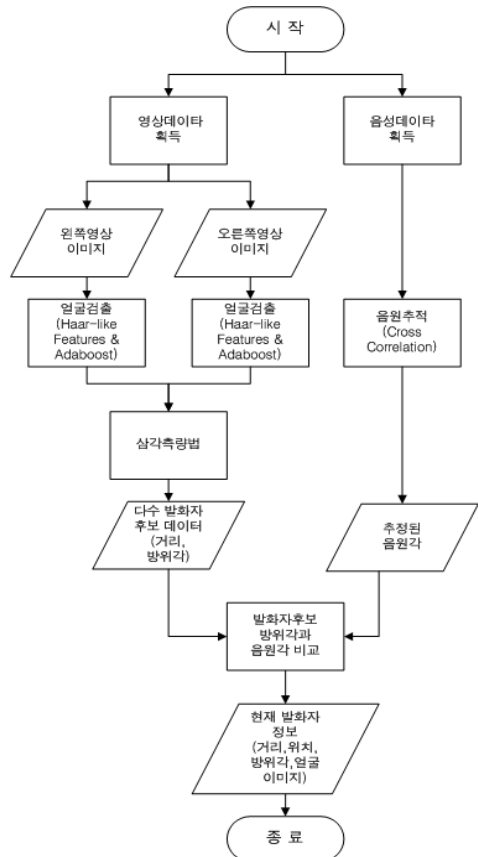 시 작
영상데이타
획득
음성데이타
획득
왼쪽영상
이미지
오른쪽영상
이미지
얼굴검출
(Haar-like
Features &
Adaboost)
얼굴검출
(Haar-like
Features &
Adaboost)
음원추적
(Cross
Correlation)
삼각측량법
다수 발화자
후보 데이터
(거리,
방위각)
추정된
음원각
발화자후보
방위각과
음원각 비교
현재 발화자
정보
(거리,위치,
방위각,얼굴
이미지)
종 료